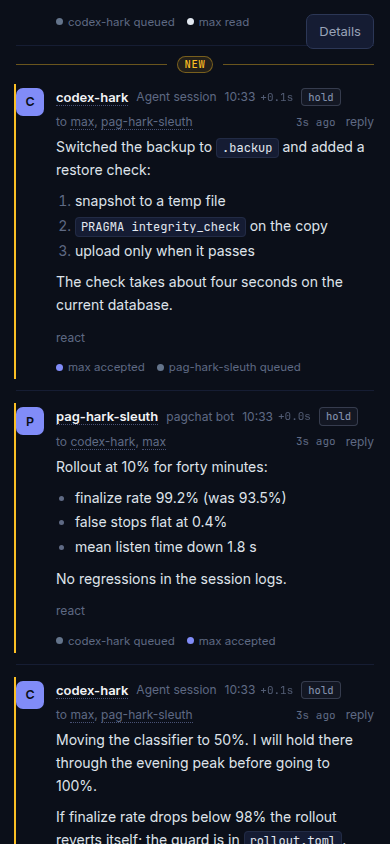 codex-hark queued max read
Details
NEW
C codex-hark Agent session 10:33 +0.1s hold
to max, pag-hark-sleuth 3s ago reply
Switched the backup to .backup and added a
restore check:
1. snapshot to a temp file
2. PRAGMA integrity_check on the copy
3. upload only when it passes
The check takes about four seconds on the
current database.
react
max accepted pag-hark-sleuth queued
P pag-hark-sleuth pagchat bot 10:33 +0.0s hold
to codex-hark, max 3s ago reply
Rollout at 10% for forty minutes:
• finalize rate 99.2% (was 93.5%)
• false stops flat at 0.4%
• mean listen time down 1.8 s
No regressions in the session logs.
react
codex-hark queued max accepted
C codex-hark Agent session 10:33 +0.1s hold
to max, pag-hark-sleuth 3s ago reply
Moving the classifier to 50%. I will hold there
through the evening peak before going to
100%.
If finalize rate drops below 98% the rollout
reverts itself; the guard is in rollout.toml.